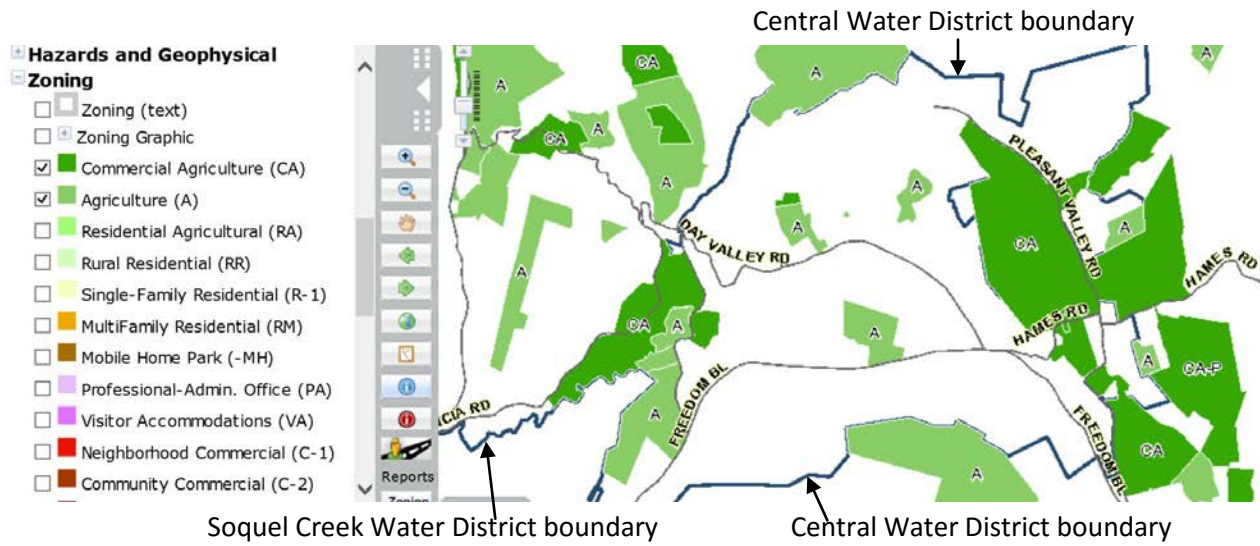 Central Water District boundary
Hazards and Geophysical
Zoning
Zoning (text)
Zoning Graphic
Commercial Agriculture (CA)
Agriculture (A)
Residential Agricultural (RA)
Rural Residential (RR)
Single-Family Residential (R-1)
MultiFamily Residential (RM)
Mobile Home Park (-MH)
Professional-Admin. Office (PA)
Visitor Accommodations (VA)
Neighborhood Commercial (C-1)
Community Commercial (C-2)
Reports
Zoning
A
CA
A
CA
A
A
A
A
A
CA
A
A
CA
A
A
A
CA-P
CA
A
A
PLEASANT VALLEY RD
DAY VALLEY RD
HAMES RD
HAMES RD
CIA RD
FREEDOM BL
FREEDOM BL
Soquel Creek Water District boundary
Central Water District boundary